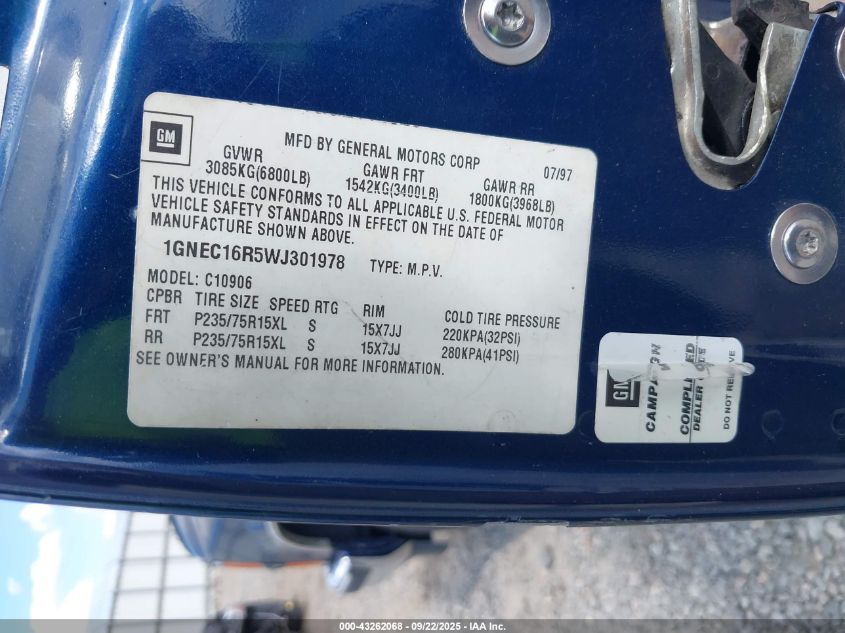 GM
MFD BY GENERAL MOTORS CORP 07/97
GVWR GAWR FRT GAWR RR
3085KG(6800LB) 1542KG(3400LB) 1800KG(3968LB)
THIS VEHICLE CONFORMS TO ALL APPLICABLE U.S. FEDERAL MOTOR
VEHICLE SAFETY STANDARDS IN EFFECT ON THE DATE OF
MANUFACTURE SHOWN ABOVE.
1GNEC16R5WJ301978 TYPE: M.P.V.
MODEL: C10906
CPBR TIRE SIZE SPEED RTG RIM COLD TIRE PRESSURE
FRT P235/75R15XL S 15X7JJ 220KPA(32PSI)
RR P235/75R15XL S 15X7JJ 280KPA(41PSI)
SEE OWNER'S MANUAL FOR MORE INFORMATION.
GM
DEALER
DO NOT REMOVE
000-43262068 - 09/22/2025 - IAA Inc.